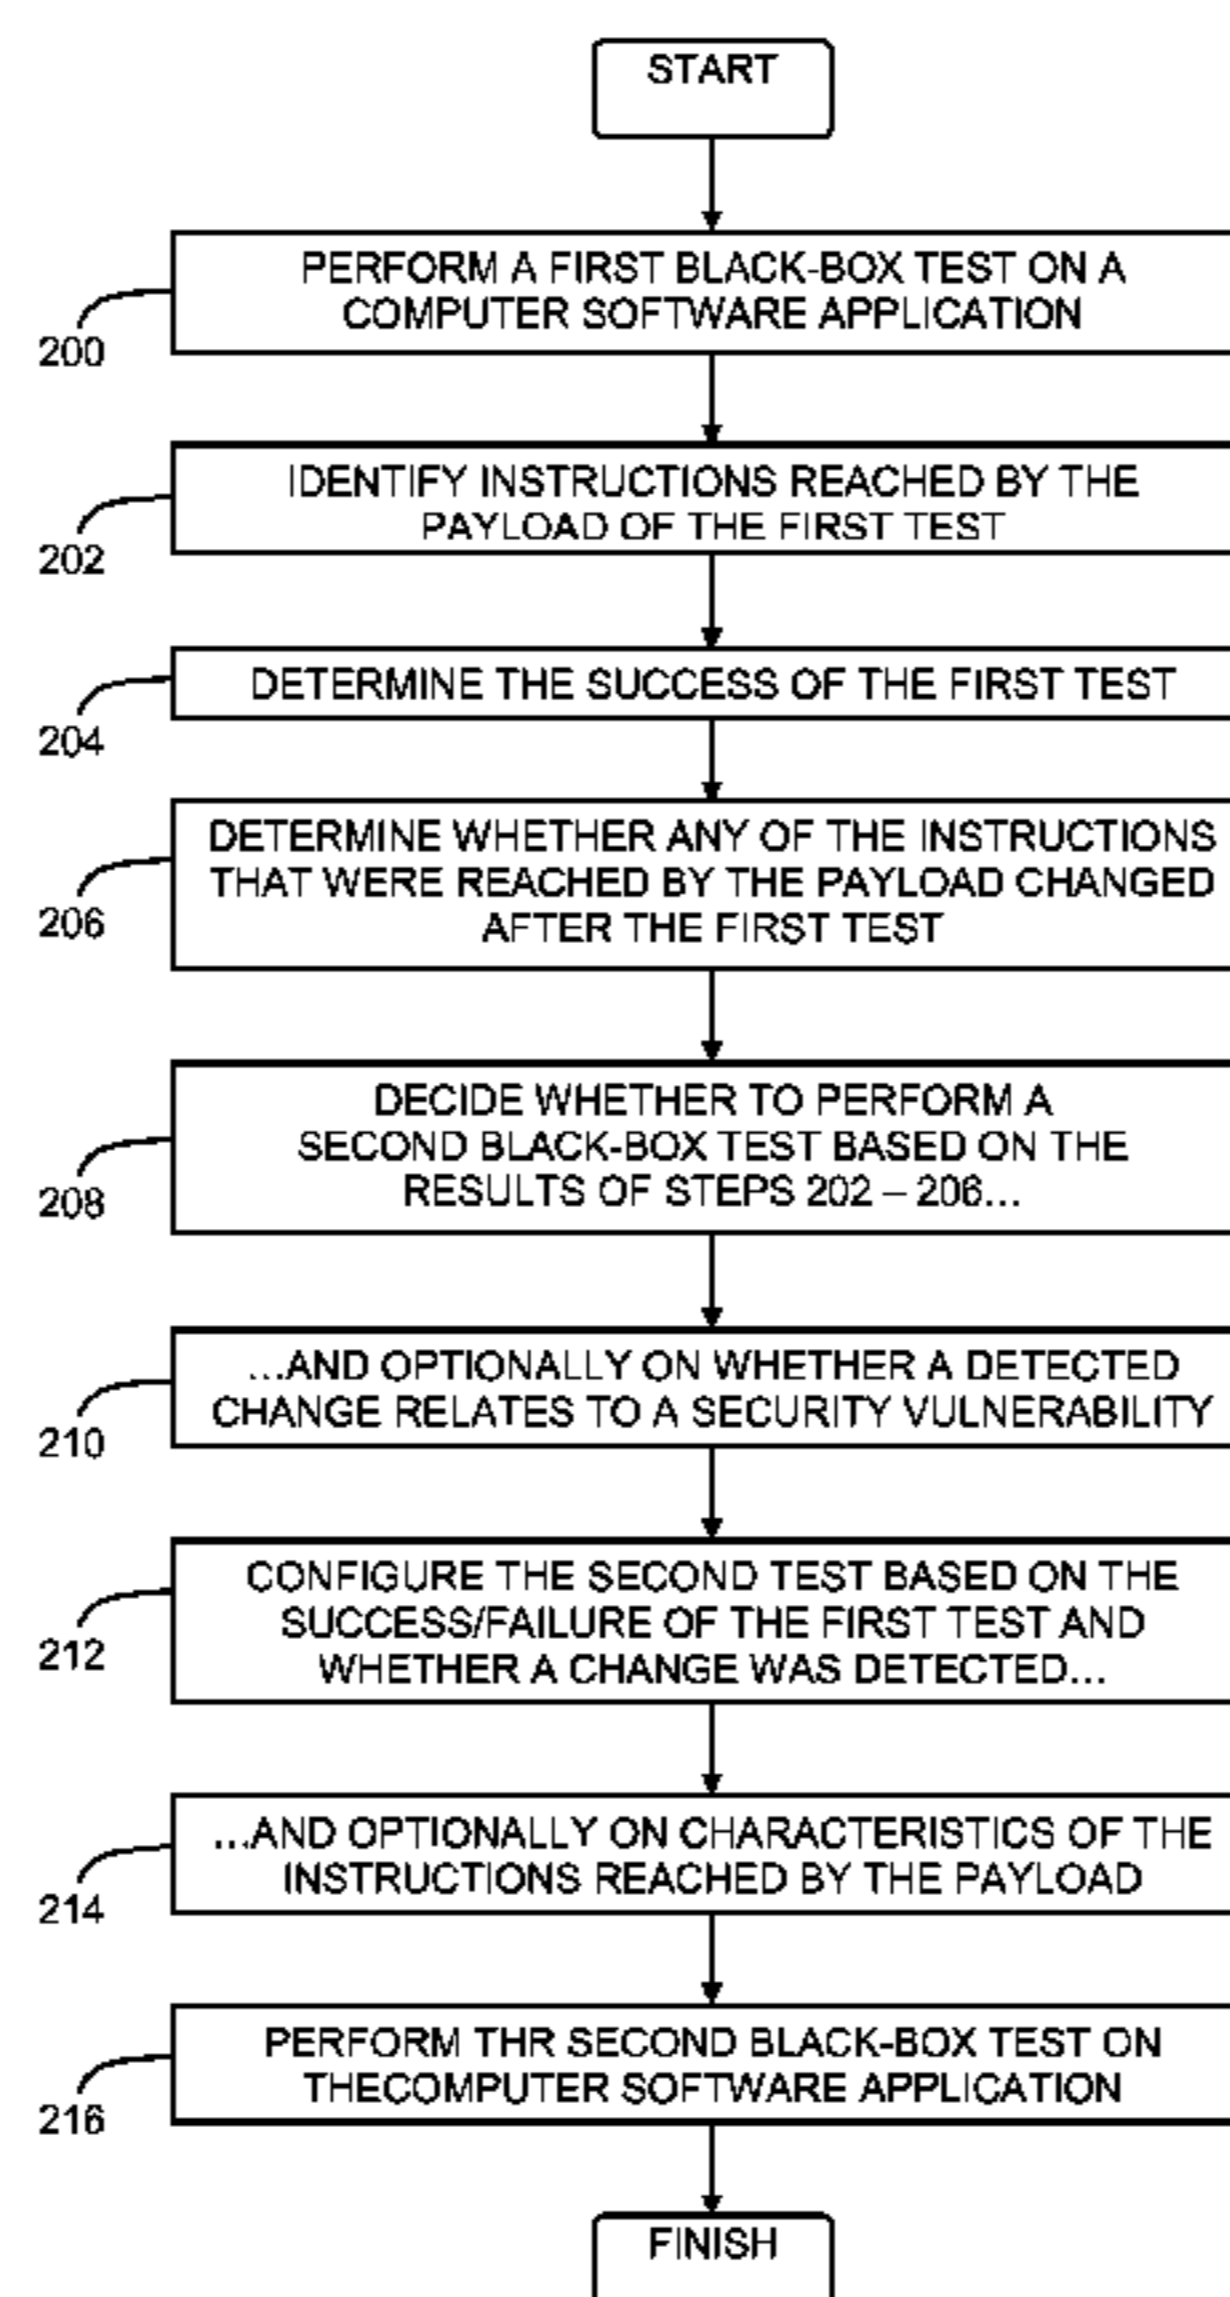 START
PERFORM A FIRST BLACK-BOX TEST ON A
COMPUTER SOFTWARE APPLICATION
200
IDENTIFY INSTRUCTIONS REACHED BY THE
PAYLOAD OF THE FIRST TEST
202
DETERMINE THE SUCCESS OF THE FIRST TEST
204
DETERMINE WHETHER ANY OF THE INSTRUCTIONS
THAT WERE REACHED BY THE PAYLOAD CHANGED
AFTER THE FIRST TEST
206
DECIDE WHETHER TO PERFORM A
SECOND BLACK-BOX TEST BASED ON THE
RESULTS OF STEPS 202 – 206...
208
...AND OPTIONALLY ON WHETHER A DETECTED
CHANGE RELATES TO A SECURITY VULNERABILITY
210
CONFIGURE THE SECOND TEST BASED ON THE
SUCCESS/FAILURE OF THE FIRST TEST AND
WHETHER A CHANGE WAS DETECTED...
212
...AND OPTIONALLY ON CHARACTERISTICS OF THE
INSTRUCTIONS REACHED BY THE PAYLOAD
214
PERFORM THR SECOND BLACK-BOX TEST ON
THECOMPUTER SOFTWARE APPLICATION
216
FINISH